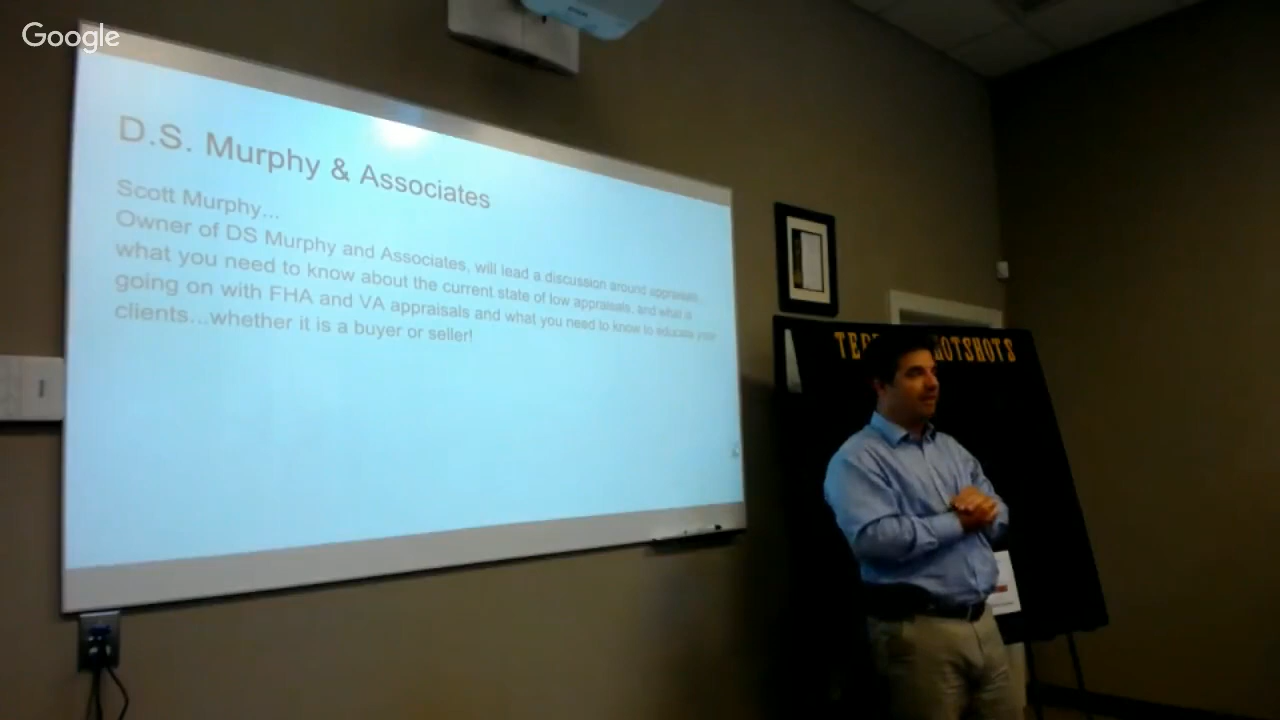 Google
D.S. Murphy & Associates
Scott Murphy...
Owner of DS Murphy and Associates, will lead a discussion around appraisals,
what you need to know about the current state of low appraisals, and what is
going on with FHA and VA appraisals and what you need to know to educate your
clients...whether it is a buyer or seller!
HOTSHOTS